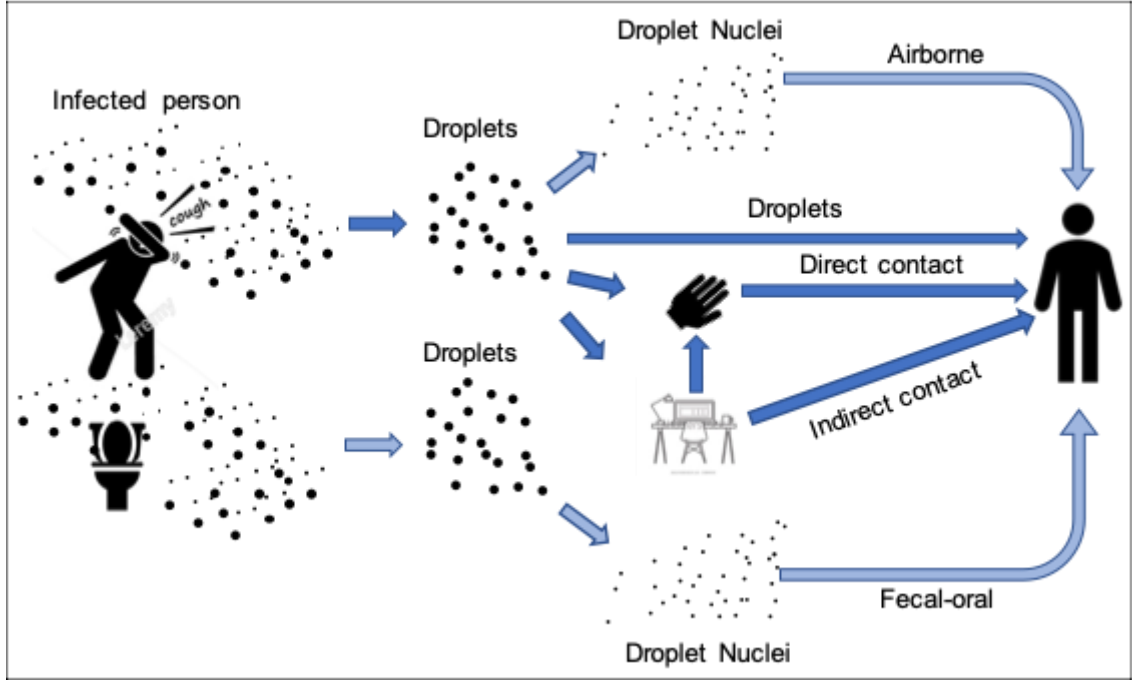 Droplet Nuclei
Airborne
Infected person
Droplets
cough
Droplets
Direct contact
Droplets
Indirect contact
Fecal-oral
Droplet Nuclei